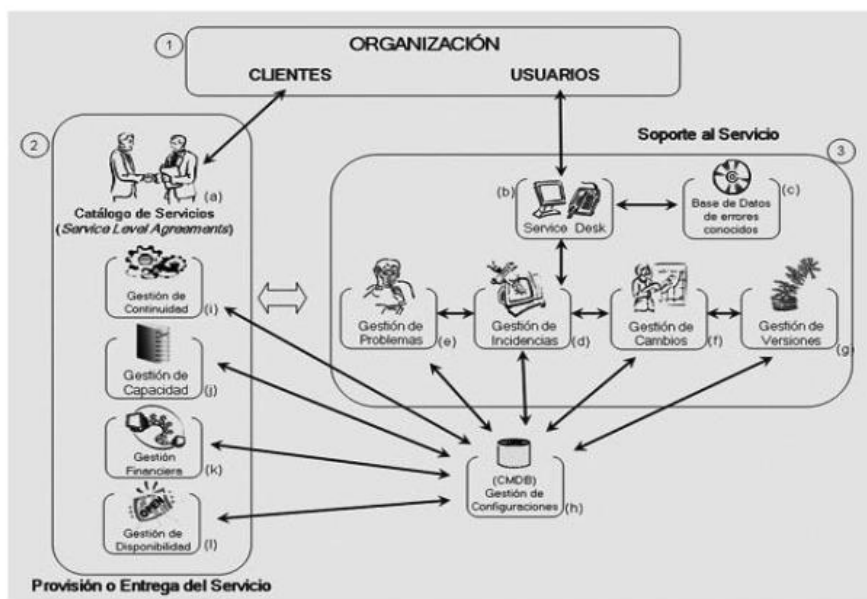 1
ORGANIZACIÓN
CLIENTES
USUARIOS
2
(a)
Catálogo de Servicios
(Service Level Agreements)
Gestión de
Continuidad
(i)
Gestión de
Capacidad
(j)
Gestión
Financiera
(k)
OPEN
Gestión de
Disponibilidad
(l)
Provisión o Entrega del Servicio
Soporte al Servicio
3
(b)
Service Desk
(c)
Base de Datos
de errores
conocidos
Gestión de
Problemas
(e)
Gestión de
Incidencias
(d)
Gestión de
Cambios
(f)
Gestión de
Versiones
(g)
(CMDB)
Gestión de
Configuraciones
(h)